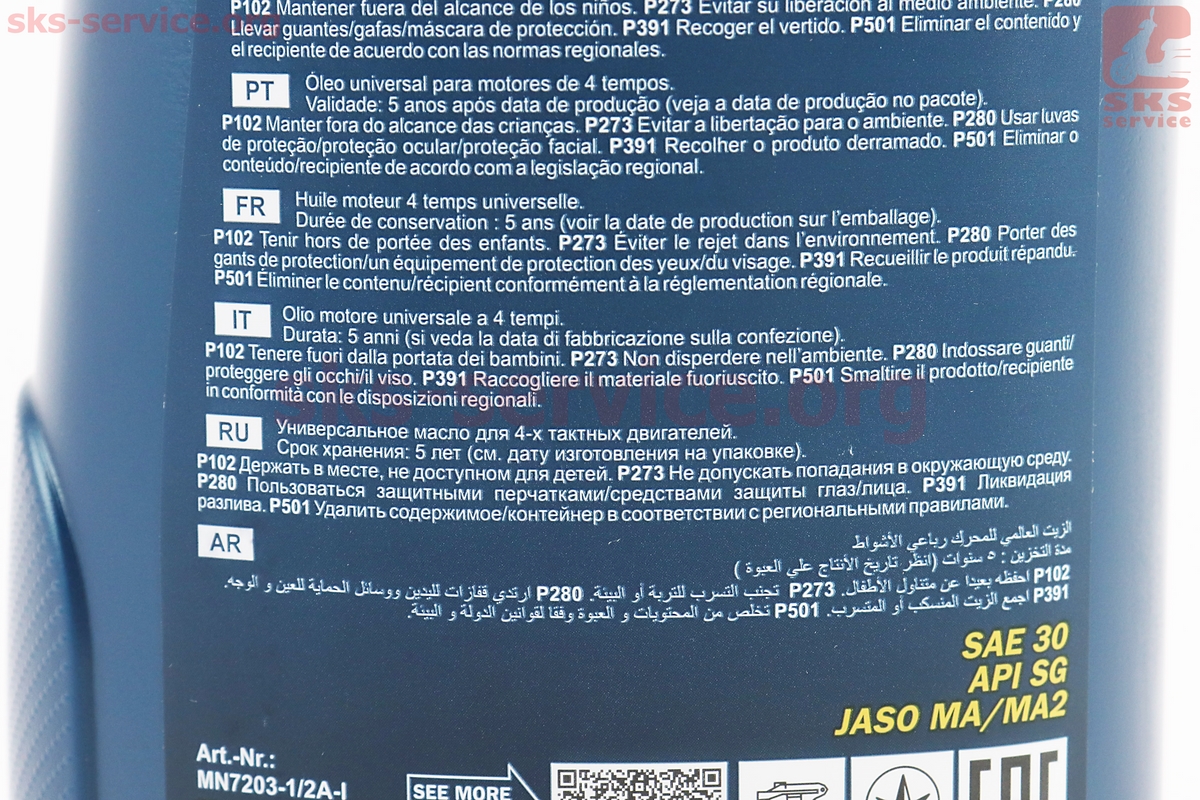 sks-service.org
P102 Mantener fuera del alcance de los niños. P273 Evitar su liberación al medio ambiente. P280
Llevar guantes/gafas/máscara de protección. P391 Recoger el vertido. P501 Eliminar el contenido y
el recipiente de acuerdo con las normas regionales.
SKS
service
PT
Óleo universal para motores de 4 tempos.
Validade: 5 anos após data de produção (veja a data de produção no pacote).
P102 Manter fora do alcance das crianças. P273 Evitar a libertação para o ambiente. P280 Usar luvas
de proteção/proteção ocular/proteção facial. P391 Recolher o produto derramado. P501 Eliminar o
conteúdo/recipiente de acordo com a legislação regional.
FR
Huile moteur 4 temps universelle.
Durée de conservation : 5 ans (voir la date de production sur l'emballage).
P102 Tenir hors de portée des enfants. P273 Éviter le rejet dans l'environnement. P280 Porter des
gants de protection/un équipement de protection des yeux/du visage. P391 Recueillir le produit répandu.
P501 Éliminer le contenu/récipient conformément à la réglementation régionale.
IT
Olio motore universale a 4 tempi.
Durata: 5 anni (si veda la data di fabbricazione sulla confezione).
P102 Tenere fuori dalla portata dei bambini. P273 Non disperdere nell'ambiente. P280 Indossare guanti/
proteggere gli occhi/il viso. P391 Raccogliere il materiale fuoriuscito. P501 Smaltire il prodotto/recipiente
in conformità con le disposizioni regionali.
sks-service.org
RU
Универсальное масло для 4-х тактных двигателей.
Срок хранения: 5 лет (см. дату изготовления на упаковке).
P102 Держать в месте, не доступном для детей. P273 Не допускать попадания в окружающую среду.
P280 Пользоваться защитными перчатками/средствами защиты глаз/лица. P391 Ликвидация
разлива. P501 Удалить содержимое/контейнер в соответствии с региональными правилами.
AR
الزيت العالمي للمحرك رباعي الأشواط
مدة التخزين: ٥ سنوات (انظر تاريخ الأنتاج علي العبوة )
P102 احفظه بعيدا عن متناول الأطفال. P273 تجنب التسرب للتربة أو البيئة. P280 ارتدي قفازات لليدين ووسائل الحماية للعين و الوجه.
P391 اجمع الزيت المنسكب أو المتسرب. P501 تخلص من المحتويات و العبوة وفقا لقوانين الدولة و البيئة.
SAE 30
API SG
JASO MA/MA2
Art.-Nr.:
MN7203-1/2A-I
SEE MORE
EAC